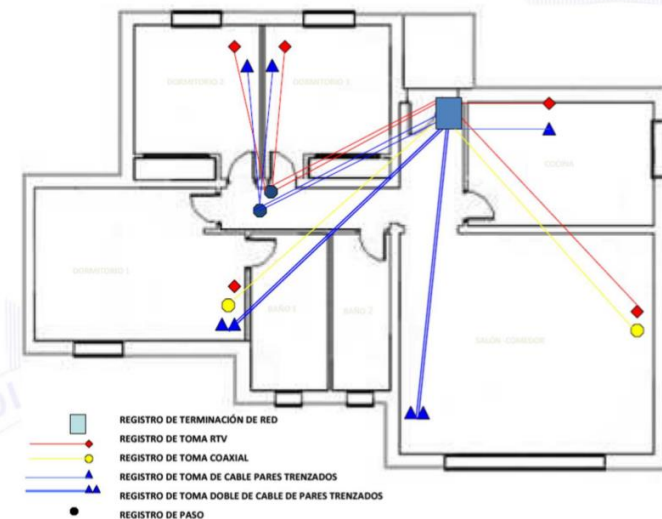 DORMITORIO 2
DORMITORIO 3
COCINA
DORMITORIO 1
BAÑO 1
BAÑO 2
SALÓN COMEDOR
REGISTRO DE TERMINACIÓN DE RED
REGISTRO DE TOMA RTV
REGISTRO DE TOMA COAXIAL
REGISTRO DE TOMA DE CABLE PARES TRENZADOS
REGISTRO DE TOMA DOBLE DE CABLE DE PARES TRENZADOS
REGISTRO DE PASO